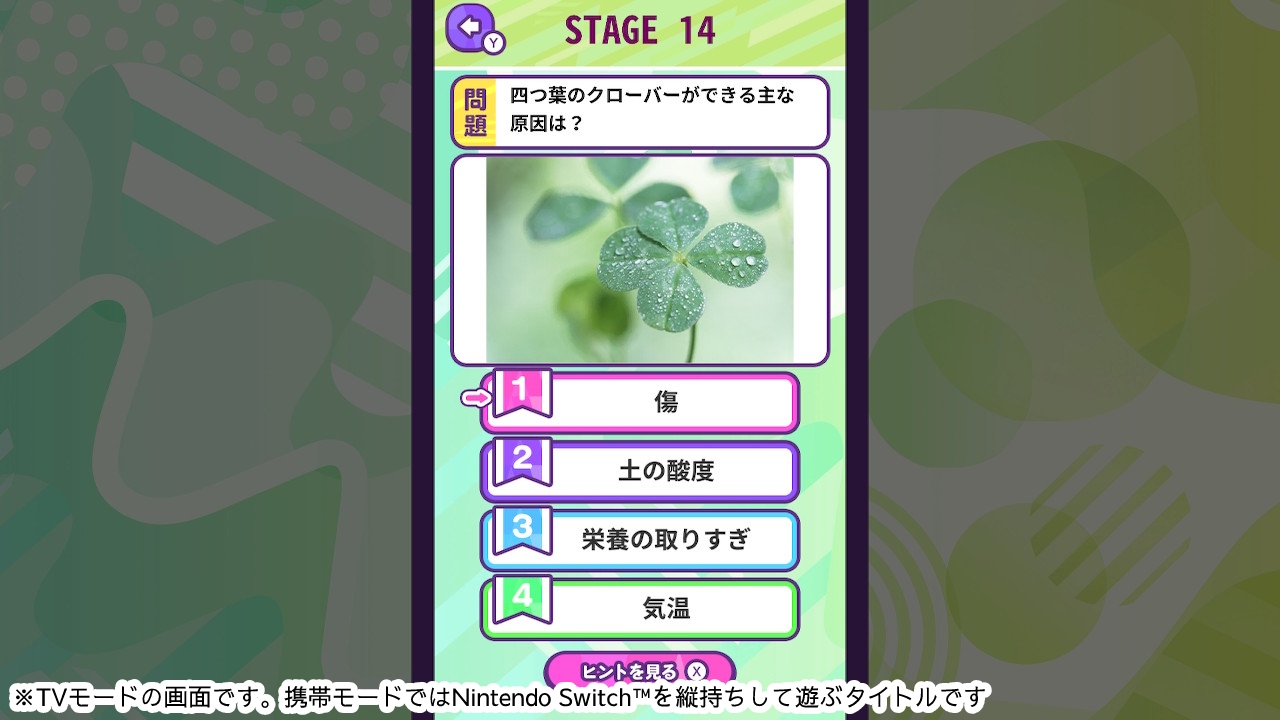 STAGE 14
Y
問題
四つ葉のクローバーができる主な
原因は？
1
傷
2
土の酸度
3
栄養の取りすぎ
4
気温
ヒントを見る X
※TVモードの画面です。携帯モードではNintendo Switch™を縦持ちして遊ぶタイトルです